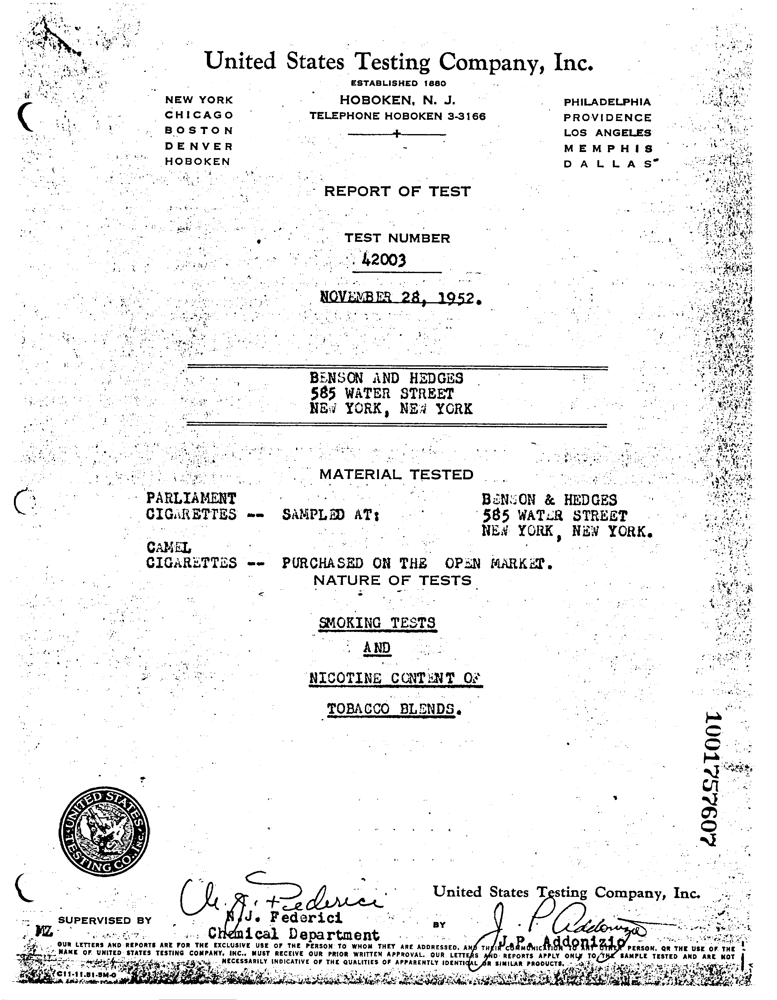 United States Testing Company, Inc.
ESTABLISHED 1880
HOBOKEN, N. J.
TELEPHONE HOBOKEN 3-3166
NEW YORK
CHICAGO
BOSTON
DENVER
HOBOKEN
PHILADELPHIA
PROVIDENCE
LOS ANGELES
MEMPHIS
DALLAS
REPORT OF TEST
TEST NUMBER
42003
NOVEMBER 28, 1952.
BENSON AND HEDGES
585 WATER STREET
NEW YORK, NEW YORK
MATERIAL TESTED
PARLIAMENT BENSON & HEDGES
CIGARETTES -- SAMPLED AT: 585 WATER STREET
NEW YORK, NEW YORK.
CAMEL
CIGARETTES -- PURCHASED ON THE OPEN MARKET.
NATURE OF TESTS
SMOKING TESTS
AND
NICOTINE CONTENT OF
TOBACCO BLENDS.
1001757607
UNITED STATES TESTING CO. INC.
United States Testing Company, Inc.
SUPERVISED BY N.J. Federici
Chemical Department
BY J.P. Addonizio
MZ
OUR LETTERS AND REPORTS ARE FOR THE EXCLUSIVE USE OF THE PERSON TO WHOM THEY ARE ADDRESSED, AND THEIR COMMUNICATION TO ANY OTHER PERSON, OR THE USE OF THE
NAME OF UNITED STATES TESTING COMPANY, INC., MUST RECEIVE OUR PRIOR WRITTEN APPROVAL. OUR LETTERS AND REPORTS APPLY ONLY TO THE SAMPLE TESTED AND ARE NOT
NECESSARILY INDICATIVE OF THE QUALITIES OF APPARENTLY IDENTICAL OR SIMILAR PRODUCTS.